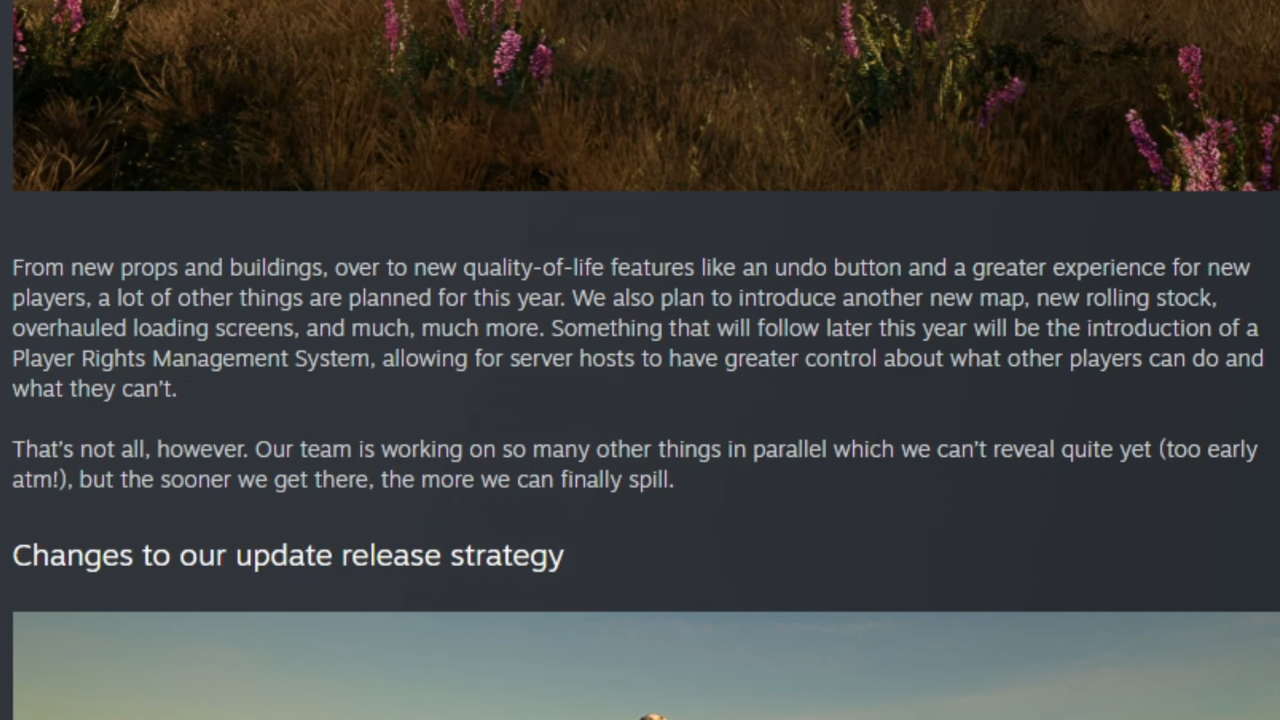 From new props and buildings, over to new quality-of-life features like an undo button and a greater experience for new
players, a lot of other things are planned for this year. We also plan to introduce another new map, new rolling stock,
overhauled loading screens, and much, much more. Something that will follow later this year will be the introduction of a
Player Rights Management System, allowing for server hosts to have greater control about what other players can do and
what they can’t.
That’s not all, however. Our team is working on so many other things in parallel which we can’t reveal quite yet (too early
atm!), but the sooner we get there, the more we can finally spill.
Changes to our update release strategy